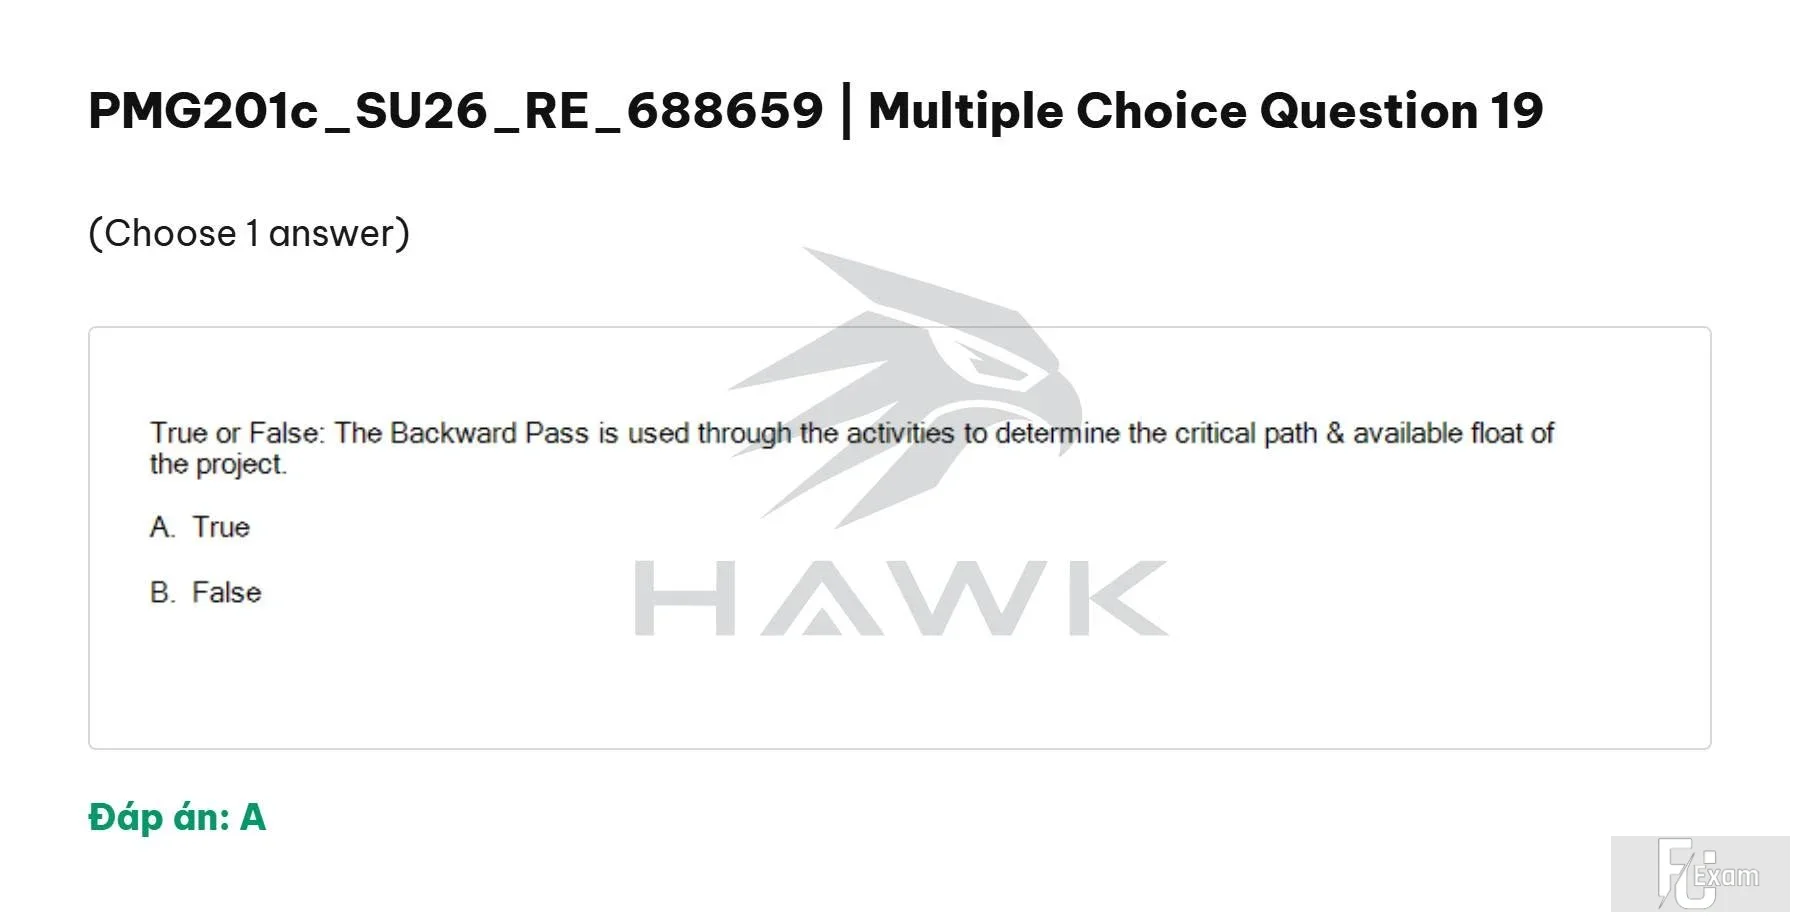 PMG201c_SU26_RE_688659 | Multiple Choice Question 19
(Choose 1 answer)
True or False: The Backward Pass is used through the activities to determine the critical path & available float of
the project.
A. True
B. False
HAWK
Đáp án: A
FC Exam